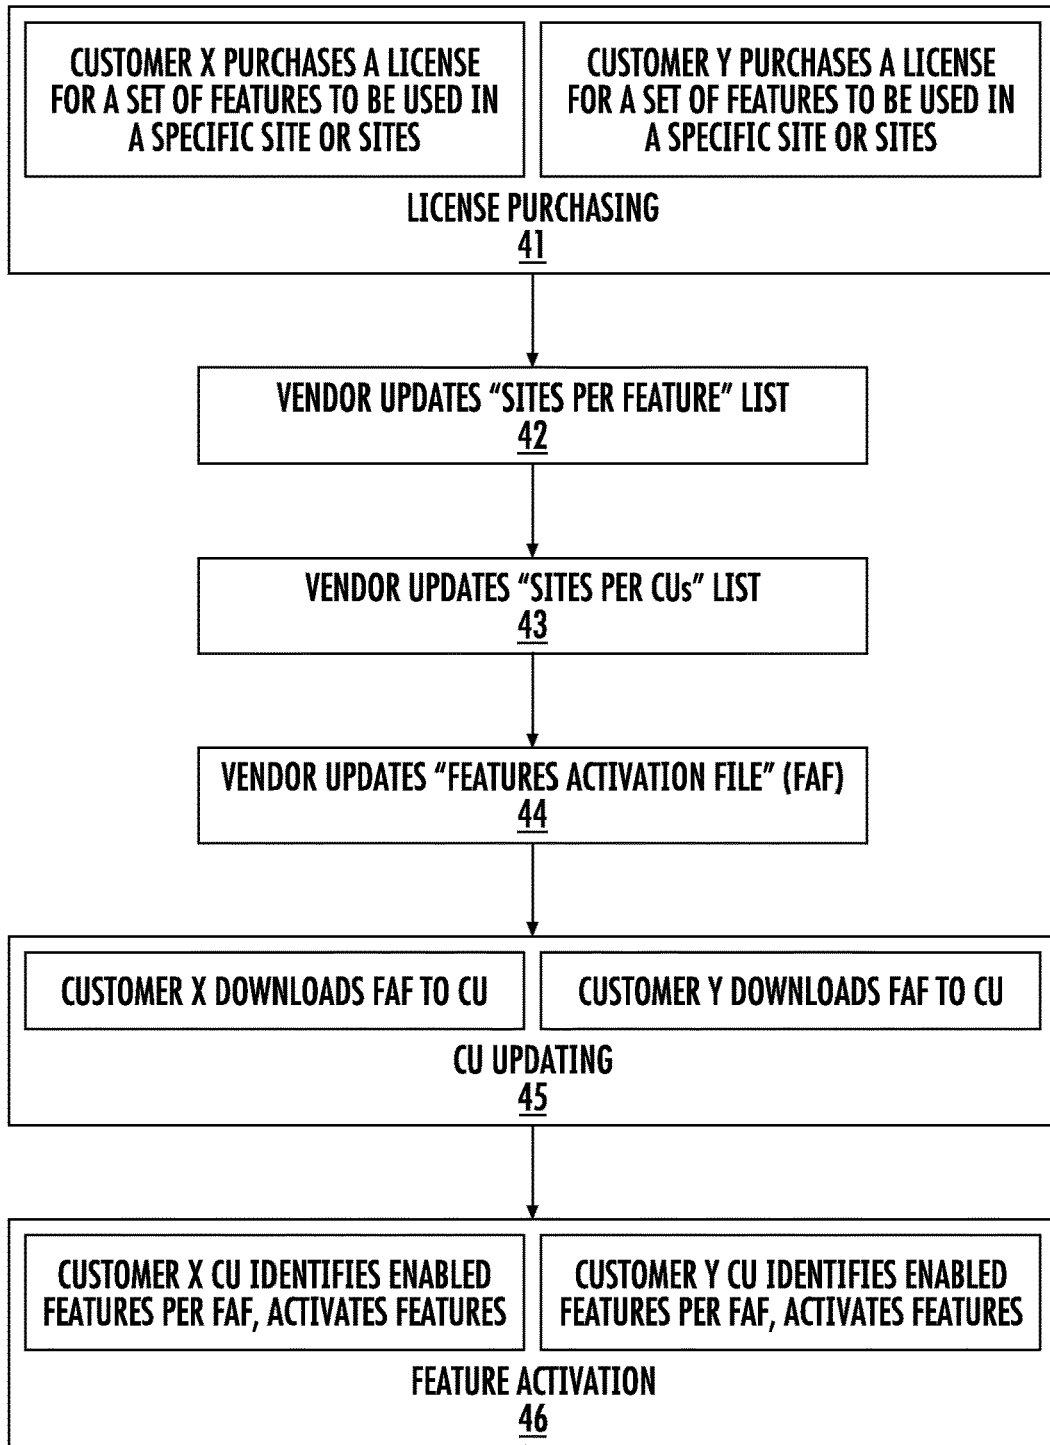 CUSTOMER X PURCHASES A LICENSE
FOR A SET OF FEATURES TO BE USED IN
A SPECIFIC SITE OR SITES
CUSTOMER Y PURCHASES A LICENSE
FOR A SET OF FEATURES TO BE USED IN
A SPECIFIC SITE OR SITES
LICENSE PURCHASING
41
VENDOR UPDATES “SITES PER FEATURE” LIST
42
VENDOR UPDATES “SITES PER CUs” LIST
43
VENDOR UPDATES “FEATURES ACTIVATION FILE” (FAF)
44
CUSTOMER X DOWNLOADS FAF TO CU
CUSTOMER Y DOWNLOADS FAF TO CU
CU UPDATING
45
CUSTOMER X CU IDENTIFIES ENABLED
FEATURES PER FAF, ACTIVATES FEATURES
CUSTOMER Y CU IDENTIFIES ENABLED
FEATURES PER FAF, ACTIVATES FEATURES
FEATURE ACTIVATION
46